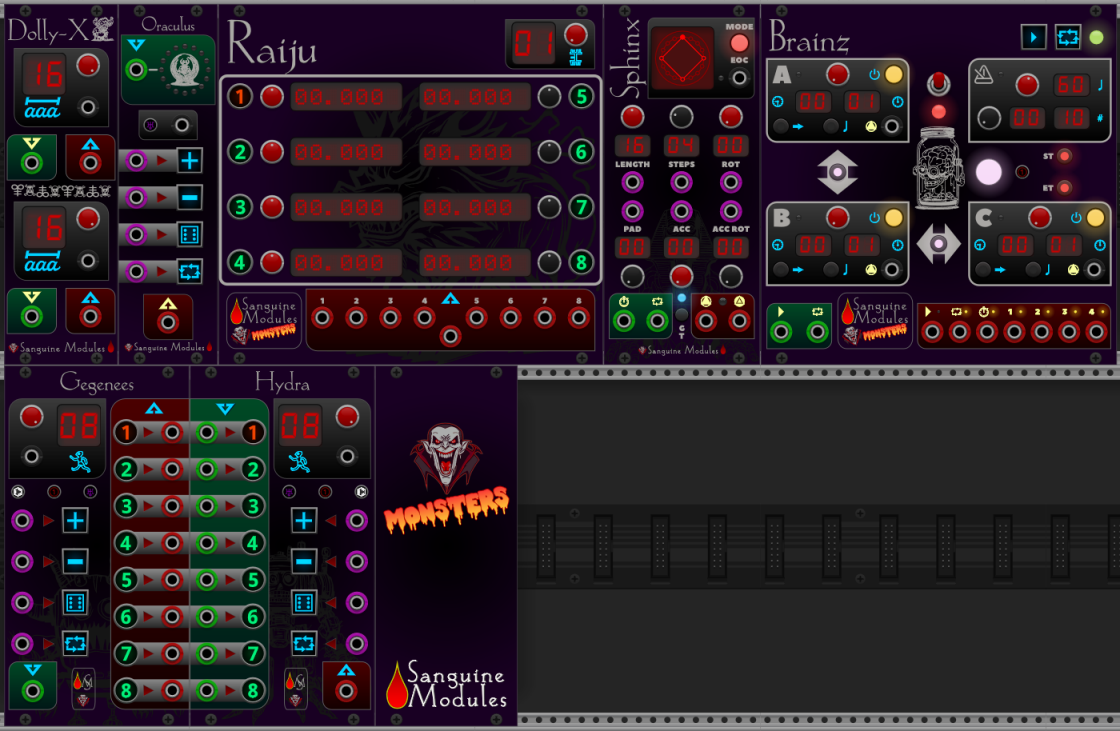 Dolly-X
16
aaa
16
aaa
Sanguine Modules
Oraculus
Sanguine Modules
Raiju
01
1 00.000 00.000 5
2 00.000 00.000 6
3 00.000 00.000 7
4 00.000 00.000 8
Sanguine
Modules
MONSTERS
1 2 3 4 5 6 7 8
Sphinx
MODE
EOC
16 04 00
LENGTH STEPS ROT
PAD ACC ACC ROT
00 00 00
G
T
Sanguine Modules
Brainz
A
00 01
60
00 10
#
ST
ET
B
00 01
C
00 01
Sanguine
Modules
MONSTERS
1 2 3 4
Gegenees
08
Hydra
08
1 1
2 2
3 3
4 4
5 5
6 6
7 7
8 8
MONSTERS
Sanguine
Modules